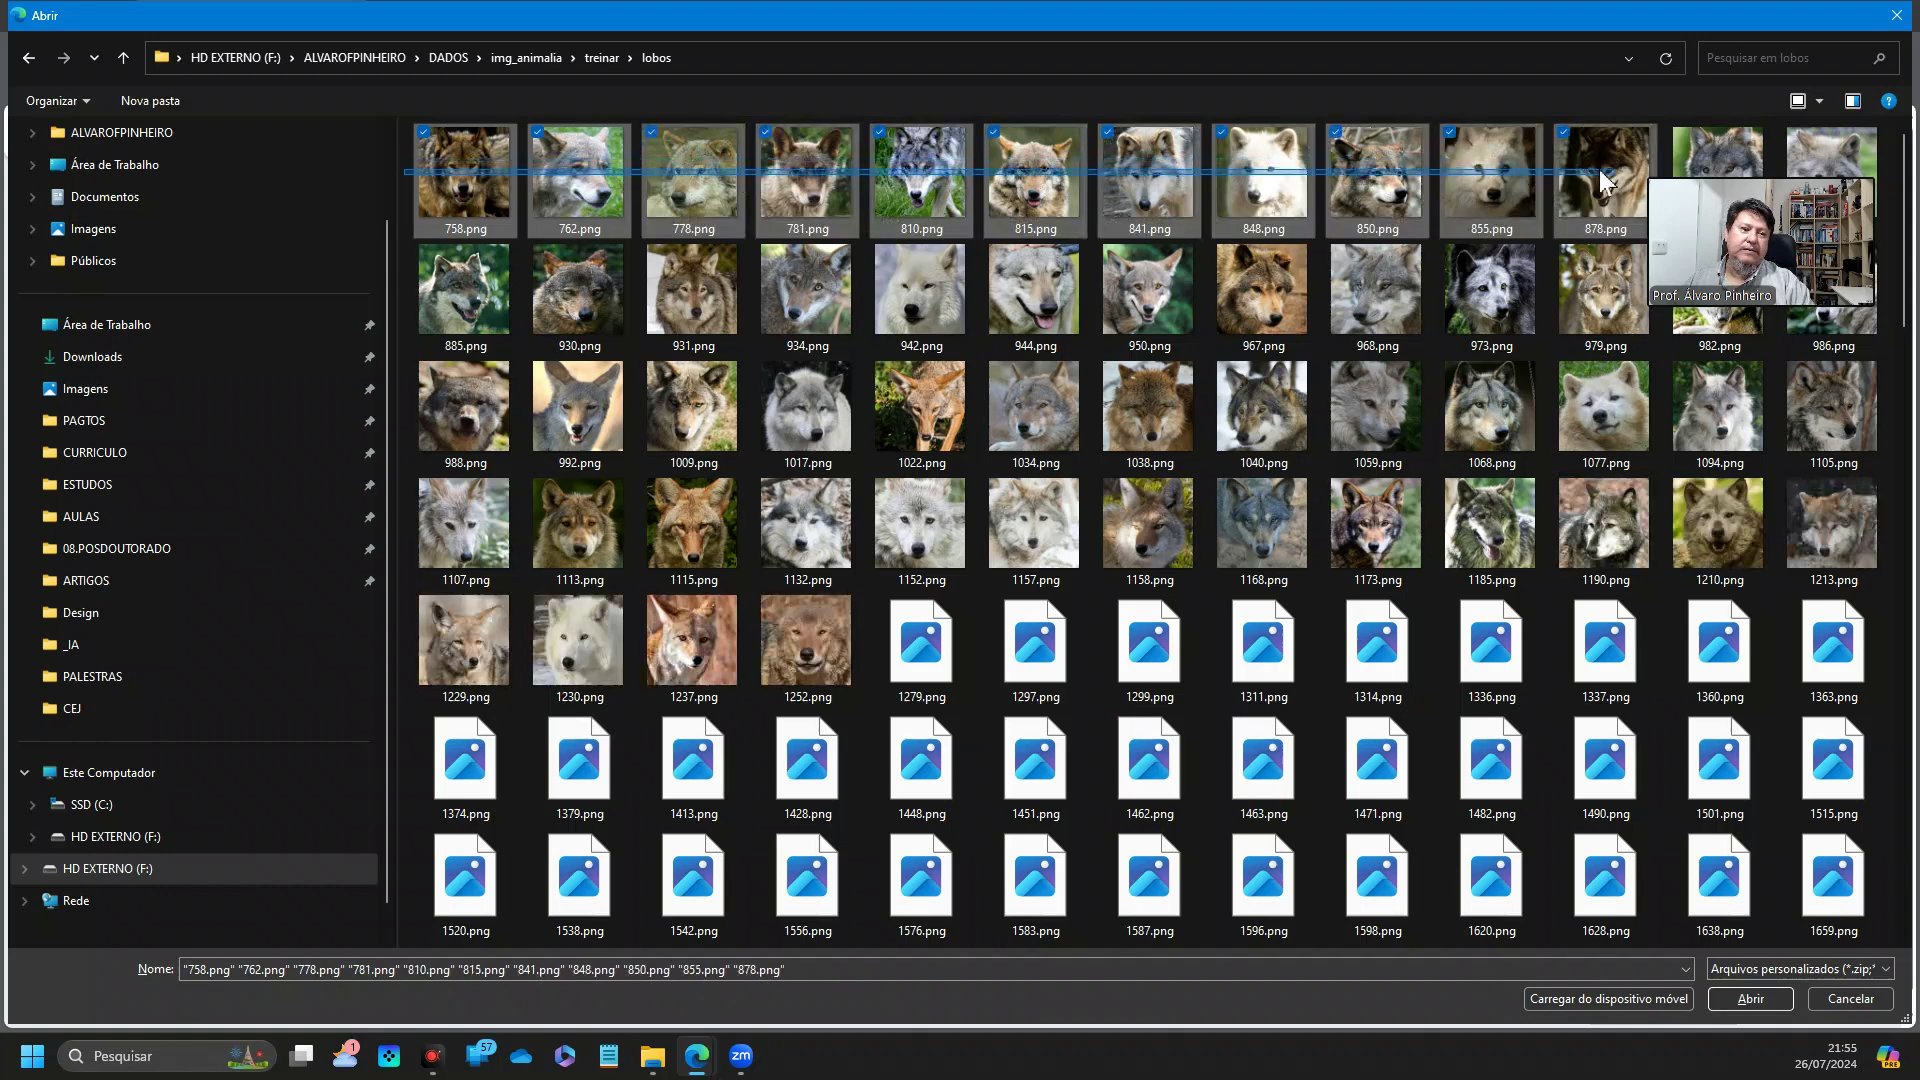 Abrir
HD EXTERNO (F:) › ALVAROFPINHEIRO › DADOS › img_animalia › treinar › lobos
Pesquisar em lobos
Organizar
Nova pasta
ALVAROFPINHEIRO
Área de Trabalho
Documentos
Imagens
Públicos
Área de Trabalho
Downloads
Imagens
PAGTOS
CURRICULO
ESTUDOS
AULAS
08.POSDOUTORADO
ARTIGOS
Design
_IA
PALESTRAS
CEJ
Este Computador
SSD (C:)
HD EXTERNO (F:)
HD EXTERNO (F:)
Rede
758.png 762.png 778.png 781.png 810.png 815.png 841.png 848.png 850.png 855.png 878.png
Prof. Álvaro Pinheiro
885.png 930.png 931.png 934.png 942.png 944.png 950.png 967.png 968.png 973.png 979.png 982.png 986.png
988.png 992.png 1009.png 1017.png 1022.png 1034.png 1038.png 1040.png 1059.png 1068.png 1077.png 1094.png 1105.png
1107.png 1113.png 1115.png 1132.png 1152.png 1157.png 1158.png 1168.png 1173.png 1185.png 1190.png 1210.png 1213.png
1229.png 1230.png 1237.png 1252.png 1279.png 1297.png 1299.png 1311.png 1314.png 1336.png 1337.png 1360.png 1363.png
1374.png 1379.png 1413.png 1428.png 1448.png 1451.png 1462.png 1463.png 1471.png 1482.png 1490.png 1501.png 1515.png
1520.png 1538.png 1542.png 1556.png 1576.png 1583.png 1587.png 1596.png 1598.png 1620.png 1628.png 1638.png 1659.png
Nome: "758.png" "762.png" "778.png" "781.png" "810.png" "815.png" "841.png" "848.png" "850.png" "855.png" "878.png"
Arquivos personalizados (*.zip;*
Carregar do dispositivo móvel
Abrir
Cancelar
Pesquisar
1
57
zm
21:55
26/07/2024
PRE